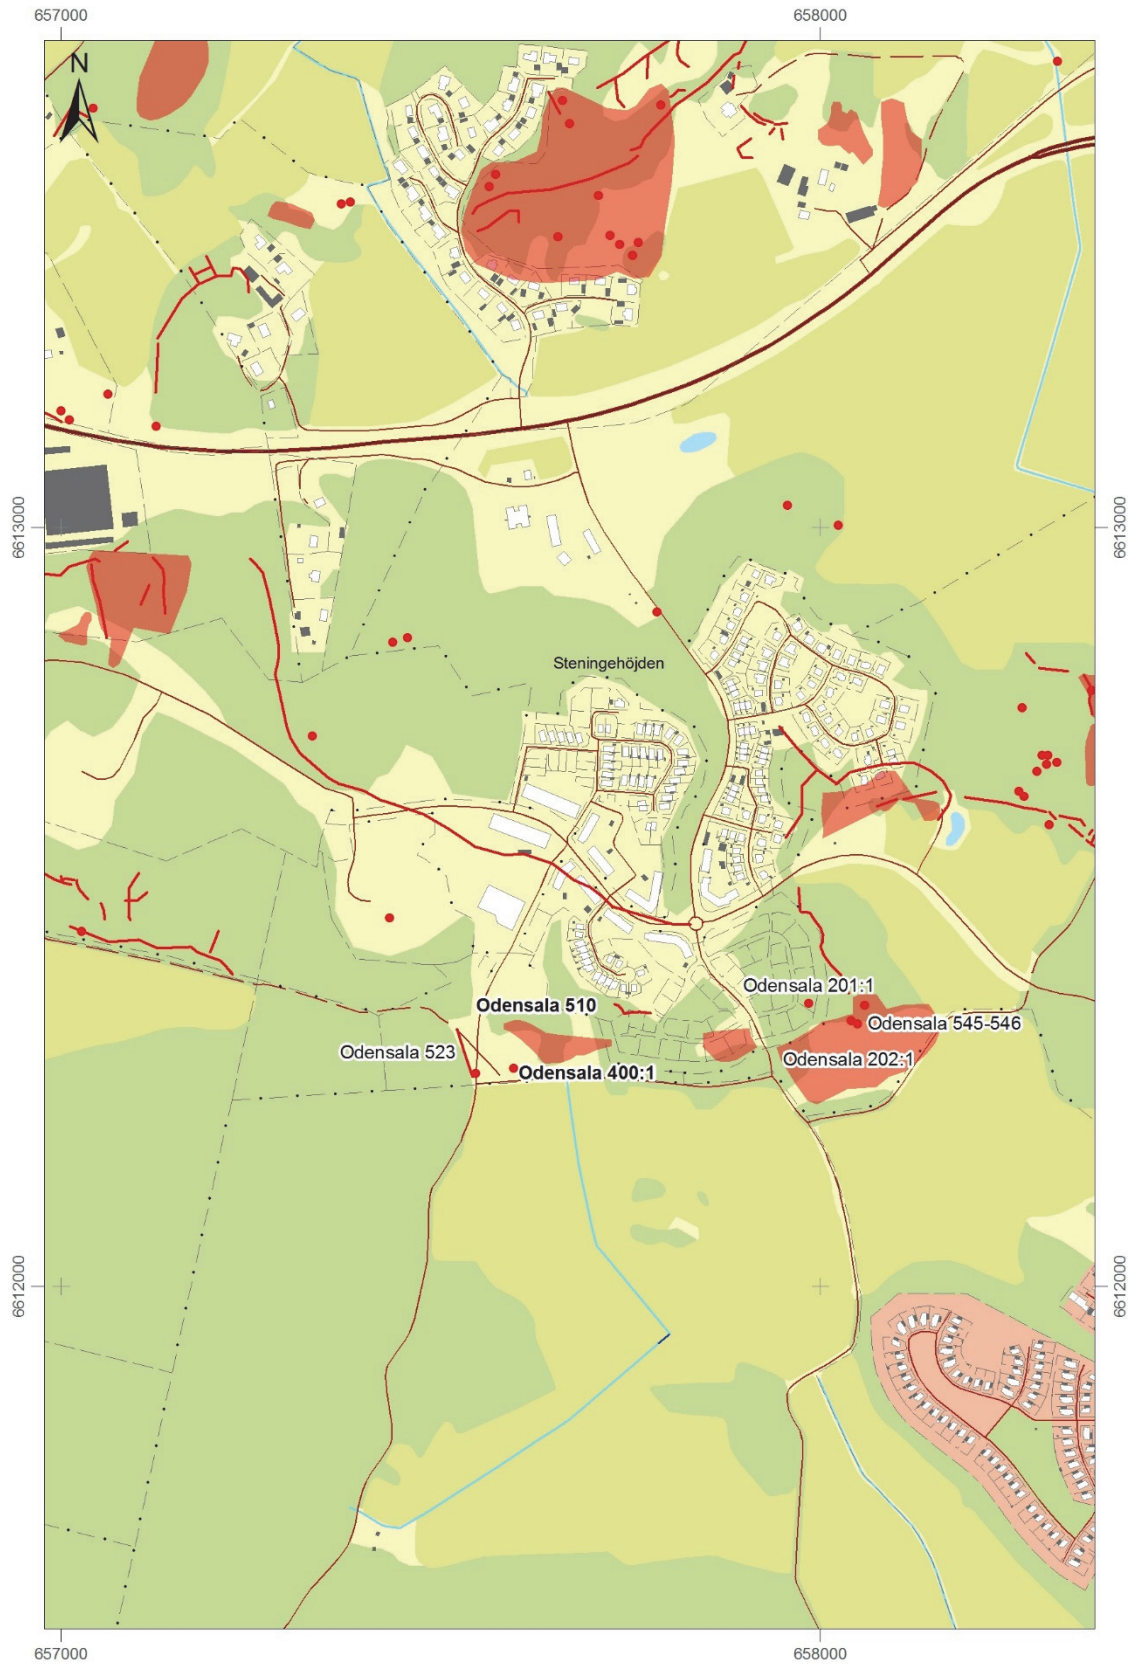 657000
658000
N
6613000
6613000
Steningehöjden
Odensala 201:1
Odensala 510
Odensala 545-546
Odensala 523
Odensala 202:1
Odensala 400:1
6612000
6612000
657000
658000